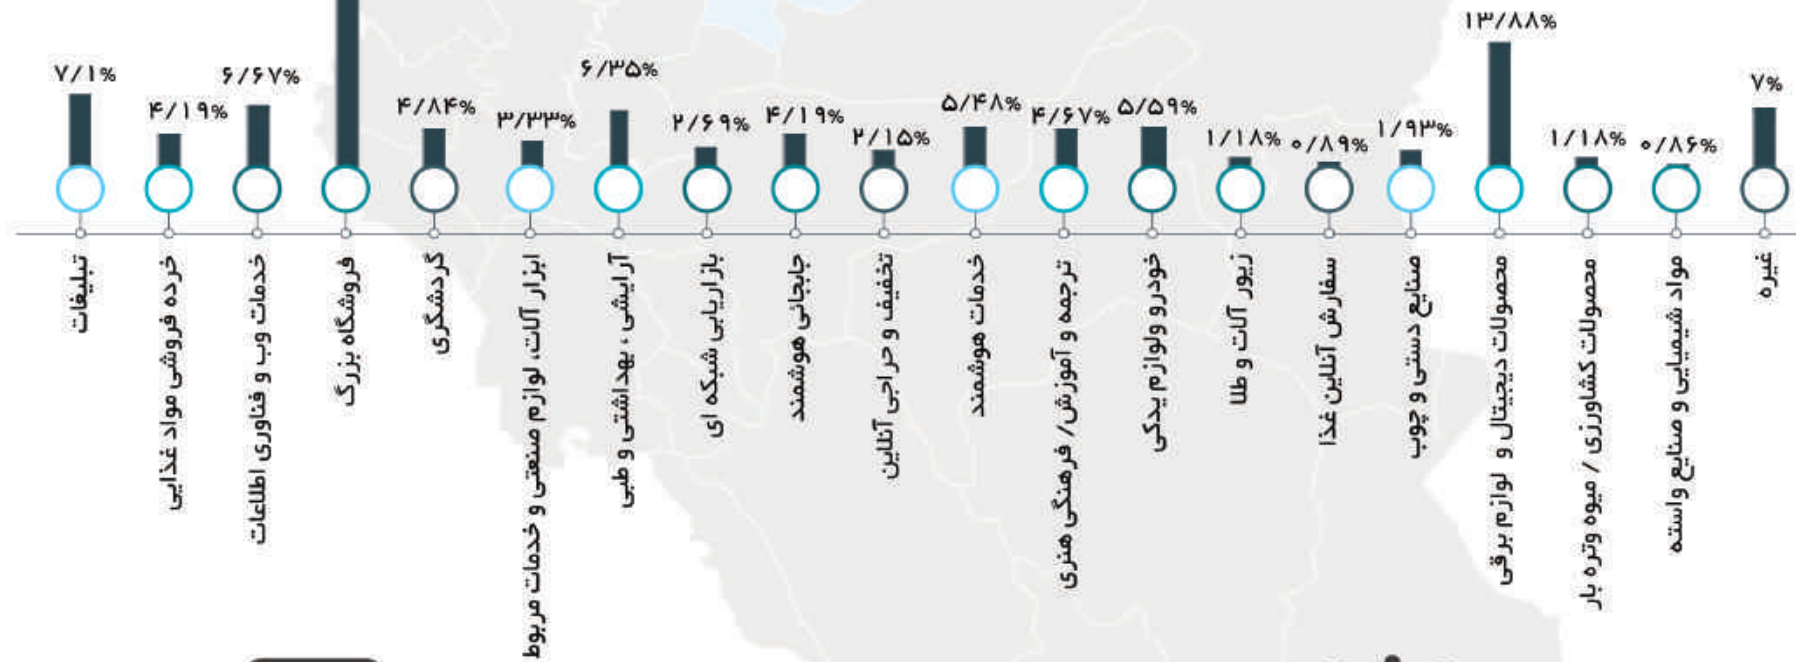 ۷/۱%
۴/۱۹%
۶/۶۷%
۴/۸۴%
۳/۳۳%
۶/۳۵%
۲/۶۹%
۴/۱۹%
۲/۱۵%
۵/۴۸%
۴/۶۷%
۵/۵۹%
۱/۱۸%
۰/۸۹%
۱/۹۳%
۱۳/۸۸%
۱/۱۸%
۰/۸۶%
۷%
تبلیغات
خرده فروشی مواد غذایی
خدمات وب و فناوری اطلاعات
فروشگاه بزرگ
گردشگری
ابزار آلات، لوازم صنعتی و خدمات مربوط
آرایشی، بهداشتی و طبی
بازاریابی شبکه ای
جابجائی هوشمند
تخفیف و حراجی آنلاین
خدمات هوشمند
ترجمه و آموزش/ فرهنگی هنری
خودرو ولوازم یدکی
زیور آلات و طلا
سفارش آنلاین غذا
صنایع دستی و چوب
محصولات دیجیتال و لوازم برقی
محصولات کشاورزی / میوه وتره بار
مواد شیمیایی و صنایع وابسته
غیره